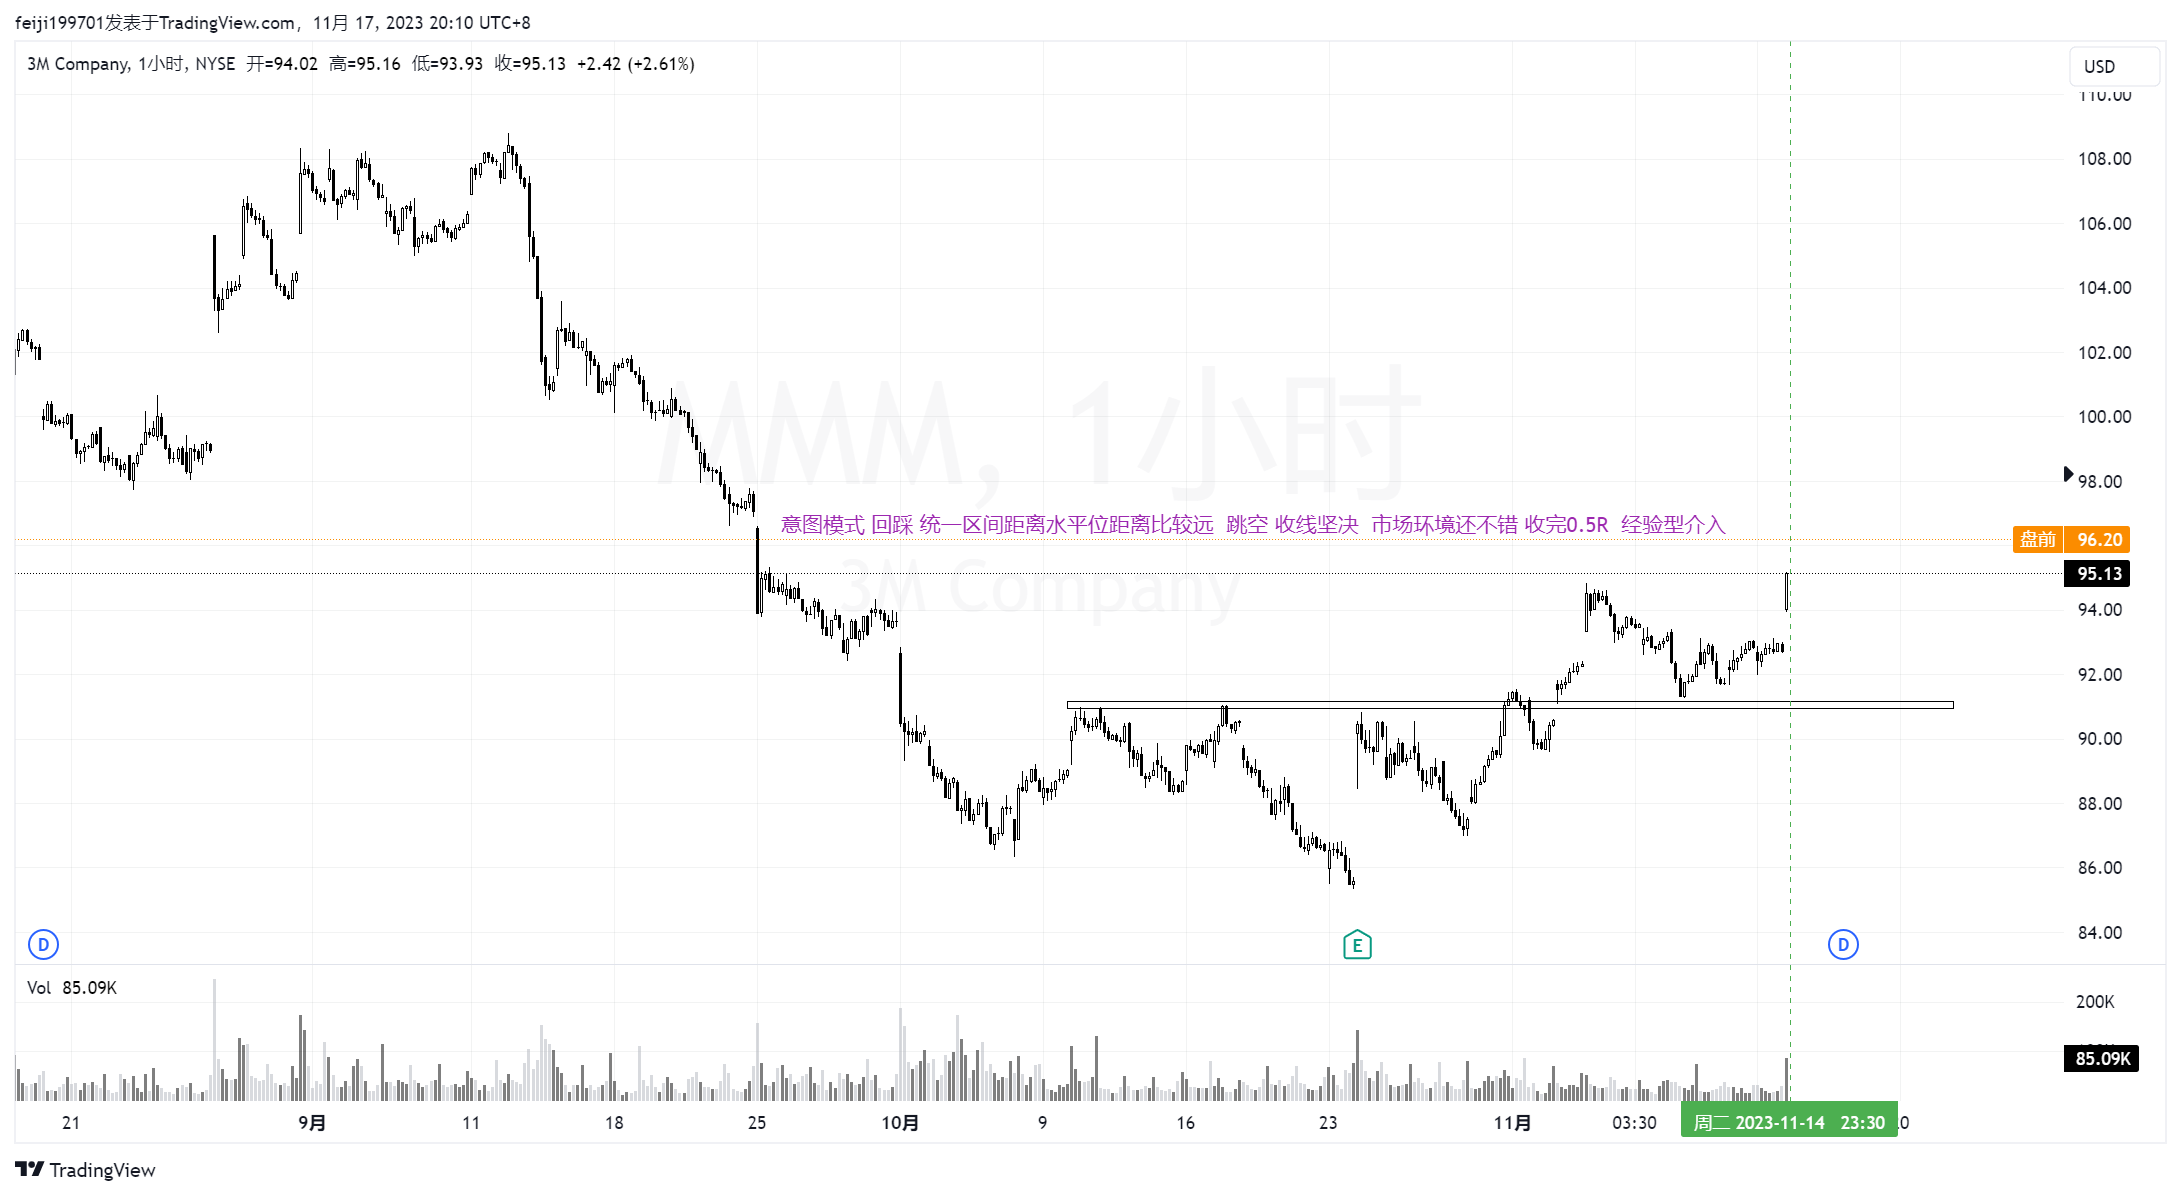 feiji199701发表于TradingView.com, 11月 17, 2023 20:10 UTC+8
3M Company, 1小时, NYSE 开=94.02 高=95.16 低=93.93 收=95.13 +2.42 (+2.61%)
USD
110.00
108.00
106.00
104.00
102.00
100.00
MMM, 1小时
98.00
意图模式 回踩 统一区间距离水平位距离比较远 跳空 收线坚决 市场环境还不错 收完0.5R 经验型介入
盘前 96.20
3M Company
95.13
94.00
92.00
90.00
88.00
86.00
84.00
D
E
D
Vol 85.09K
200K
85.09K
21 9月 11 18 25 10月 9 16 23 11月 03:30 周二 2023-11-14 23:30
TradingView